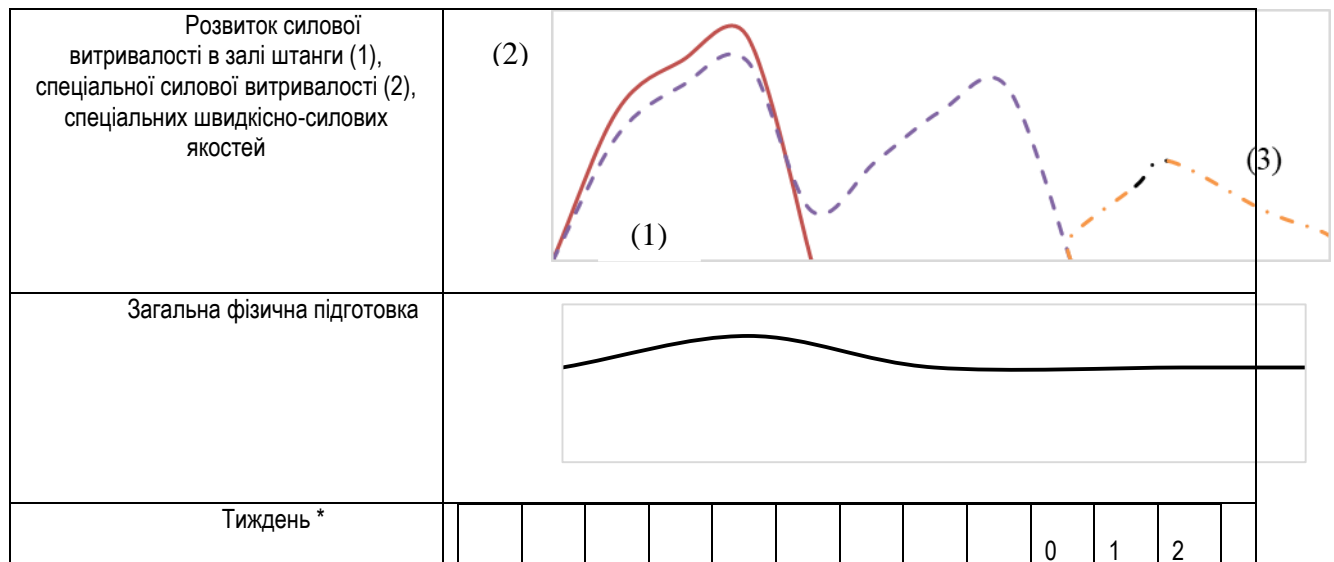 Розвиток силової
витривалості в залі штанги (1),
спеціальної силової витривалості (2),
спеціальних швидкісно-силових
якостей
(2)
(3)
(1)
Загальна фізична підготовка
Тиждень *
0 1 2